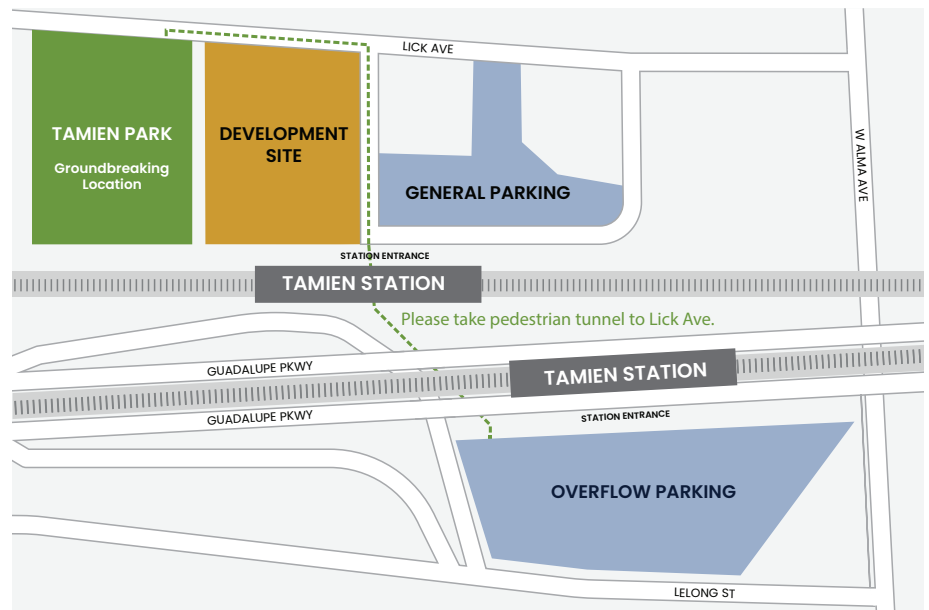 LICK AVE
TAMIEN PARK
Groundbreaking
Location
DEVELOPMENT
SITE
W ALMA AVE
GENERAL PARKING
STATION ENTRANCE
TAMIEN STATION
Please take pedestrian tunnel to Lick Ave.
GUADALUPE PKWY
TAMIEN STATION
GUADALUPE PKWY
STATION ENTRANCE
OVERFLOW PARKING
LELONG ST